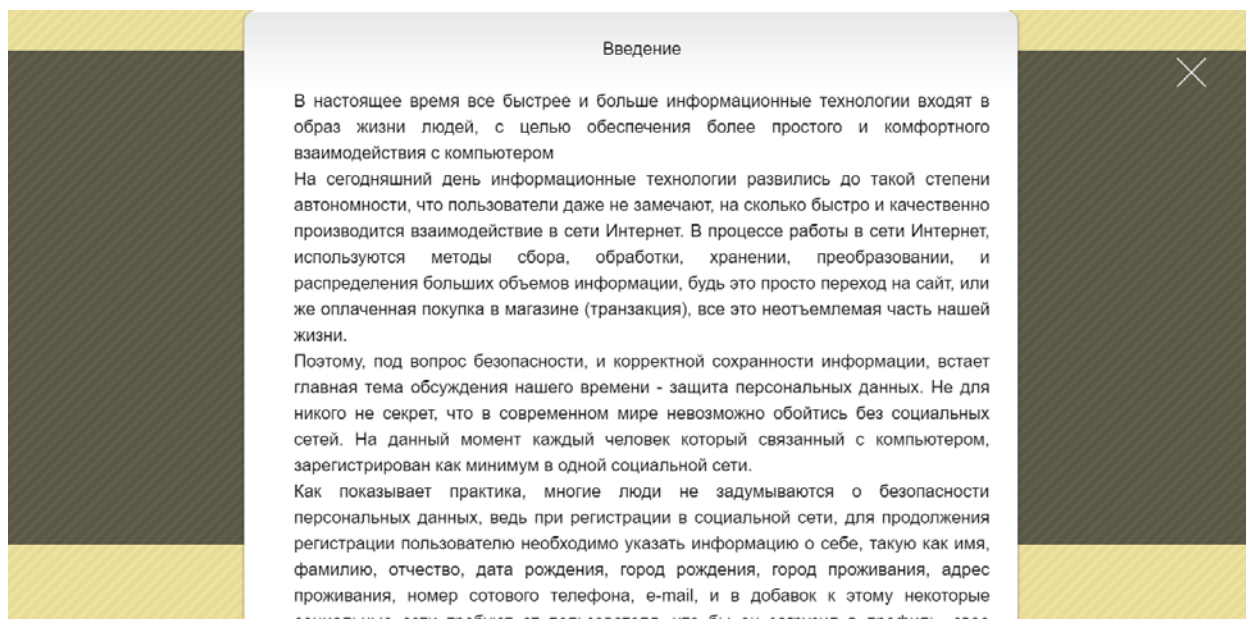 Введение
В настоящее время все быстрее и больше информационные технологии входят в
образ жизни людей, с целью обеспечения более простого и комфортного
взаимодействия с компьютером
На сегодняшний день информационные технологии развились до такой степени
автономности, что пользователи даже не замечают, на сколько быстро и качественно
производится взаимодействие в сети Интернет. В процессе работы в сети Интернет,
используются методы сбора, обработки, хранении, преобразовании, и
распределения больших объемов информации, будь это просто переход на сайт, или
же оплаченная покупка в магазине (транзакция), все это неотъемлемая часть нашей
жизни.
Поэтому, под вопрос безопасности, и корректной сохранности информации, встает
главная тема обсуждения нашего времени - защита персональных данных. Не для
никого не секрет, что в современном мире невозможно обойтись без социальных
сетей. На данный момент каждый человек который связанный с компьютером,
зарегистрирован как минимум в одной социальной сети.
Как показывает практика, многие люди не задумываются о безопасности
персональных данных, ведь при регистрации в социальной сети, для продолжения
регистрации пользователю необходимо указать информацию о себе, такую как имя,
фамилию, отчество, дата рождения, город рождения, город проживания, адрес
проживания, номер сотового телефона, e-mail, и в добавок к этому некоторые